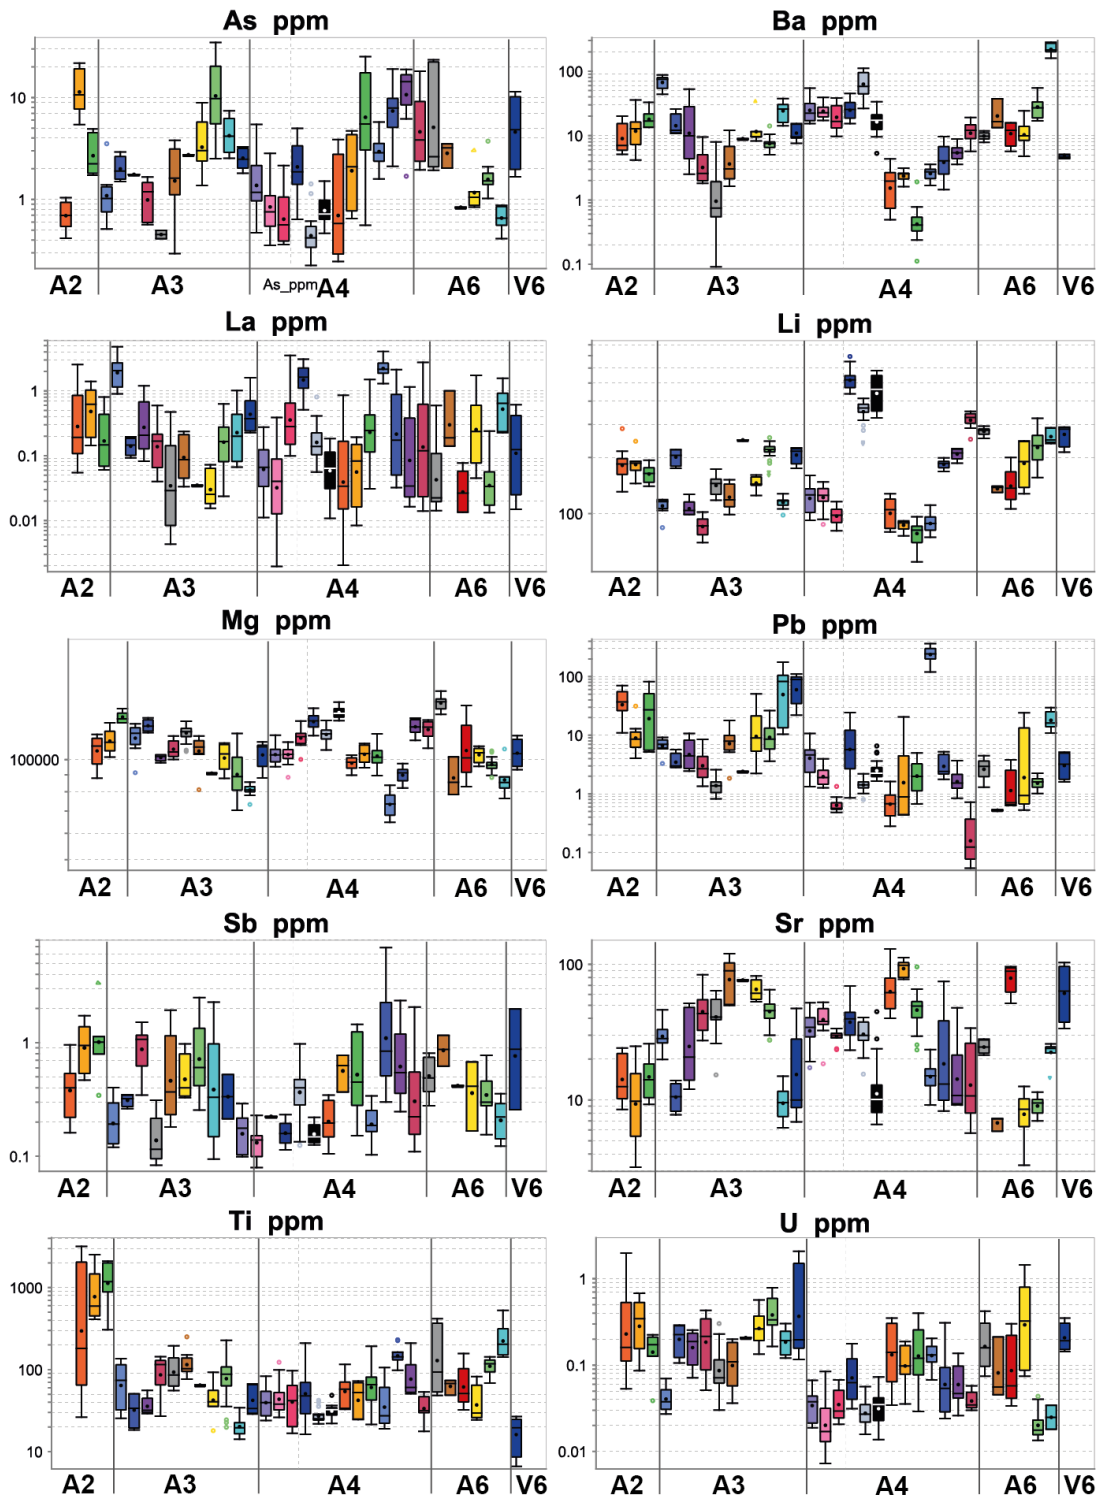 As ppm
Ba ppm
10
1
100
10
1
0.1
A2 A3 As_ppm A4 A6 V6
A2 A3 A4 A6 V6
La ppm
Li ppm
1
0.1
0.01
100
A2 A3 A4 A6 V6
A2 A3 A4 A6 V6
Mg ppm
Pb ppm
100000
100
10
1
0.1
A2 A3 A4 A6 V6
A2 A3 A4 A6 V6
Sb ppm
Sr ppm
1
0.1
100
10
A2 A3 A4 A6 V6
A2 A3 A4 A6 V6
Ti ppm
U ppm
1000
100
10
1
0.1
0.01
A2 A3 A4 A6 V6
A2 A3 A4 A6 V6